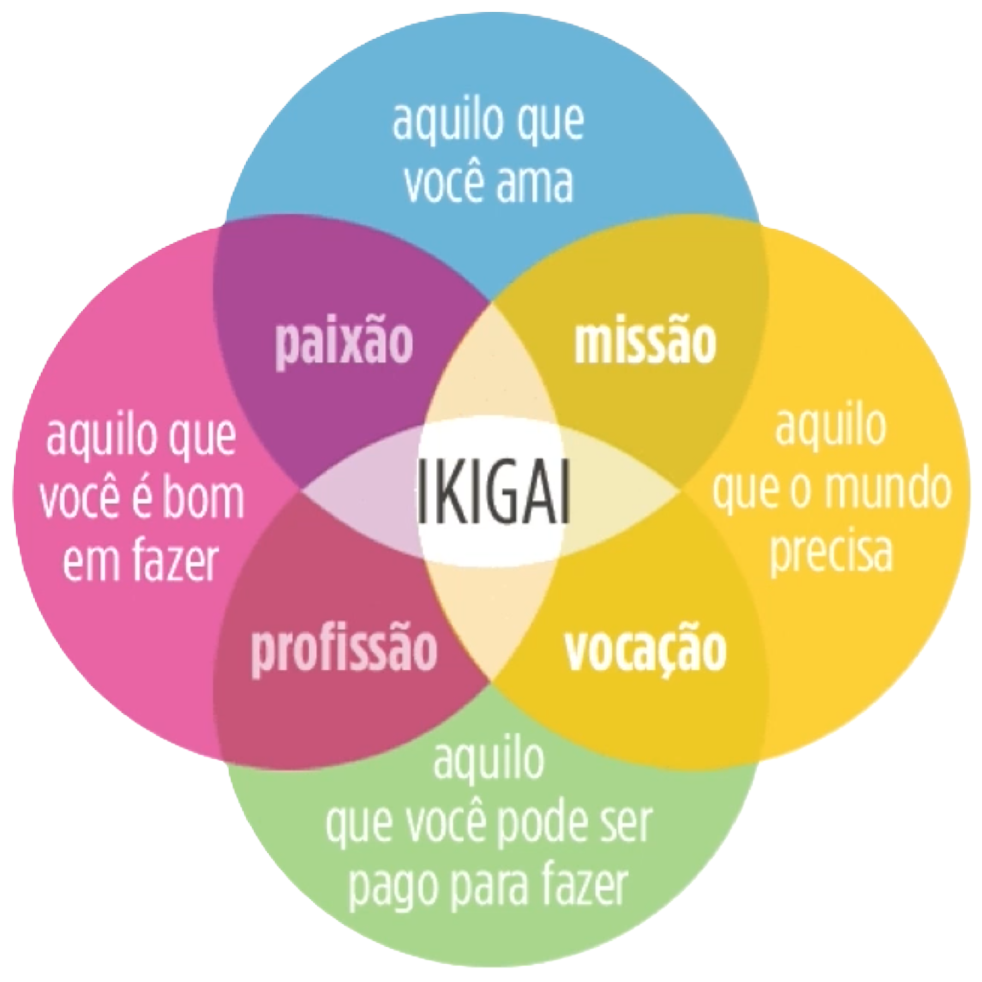 aquilo que
você ama
paixão
missão
aquilo que
você é bom
em fazer
IKIGAI
aquilo
que o mundo
precisa
profissão
vocação
aquilo
que você pode ser
pago para fazer